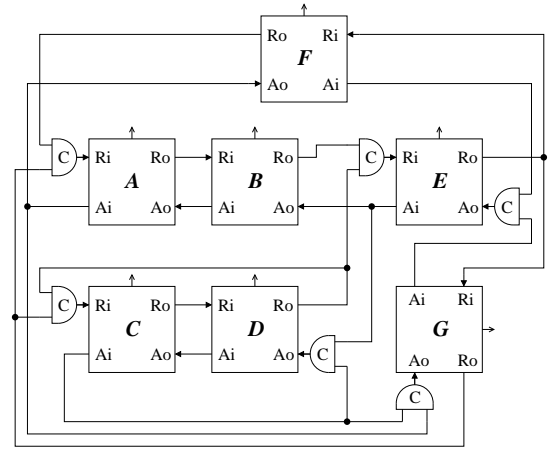 Ro Ri
F
Ao Ai
C Ri Ro Ri Ro C Ri Ro
A B E
Ai Ao Ai Ao Ai Ao C
C Ri Ro Ri Ro Ai Ri
C D G
Ai Ao Ai Ao C Ao Ro
C